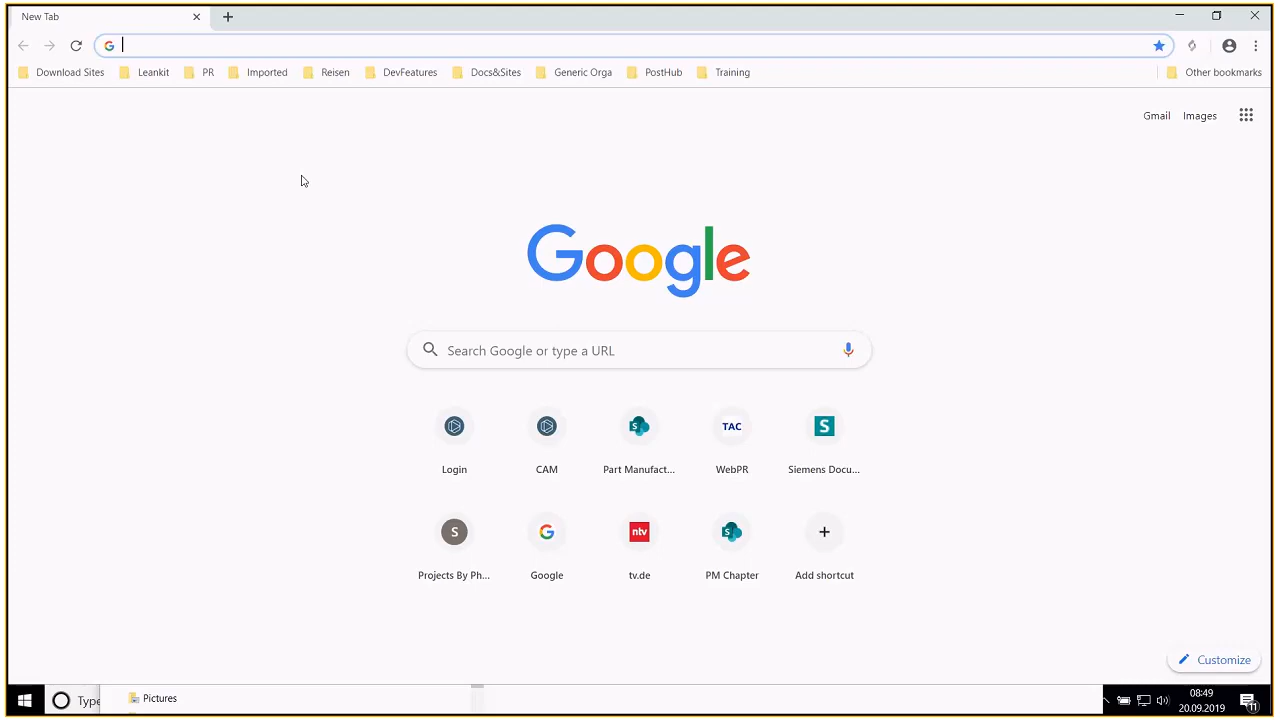 New Tab
Download Sites Leankit PR Imported Reisen DevFeatures Docs&Sites Generic Orga PostHub Training Other bookmarks
Gmail Images
Google
Search Google or type a URL
TAC S
Login CAM Part Manufact... WebPR Siemens Docu...
S ntv
Projects By Ph... Google tv.de PM Chapter Add shortcut
Customize
Type Pictures
08:49
20.09.2019
11